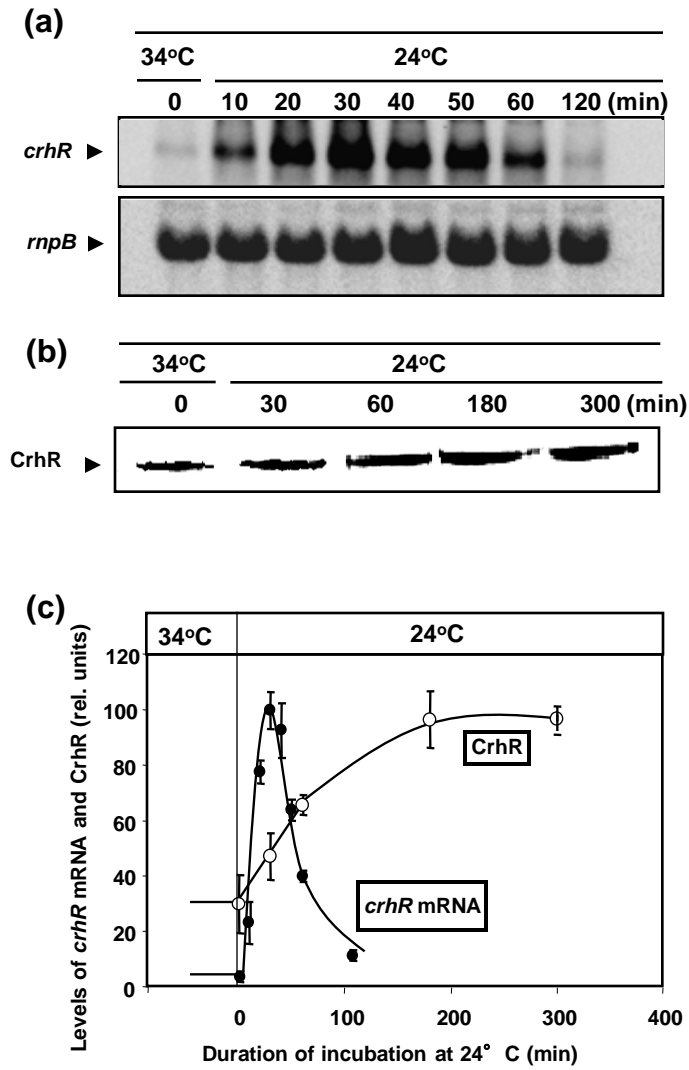 (a)
34°C 24°C
0 10 20 30 40 50 60 120 (min)
crhR
rnpB
(b)
34°C 24°C
0 30 60 180 300 (min)
CrhR
(c)
34°C 24°C
Levels of crhR mRNA and CrhR (rel. units)
120
100
80
60
40
20
0
CrhR
crhR mRNA
0 100 200 300 400
Duration of incubation at 24° C (min)